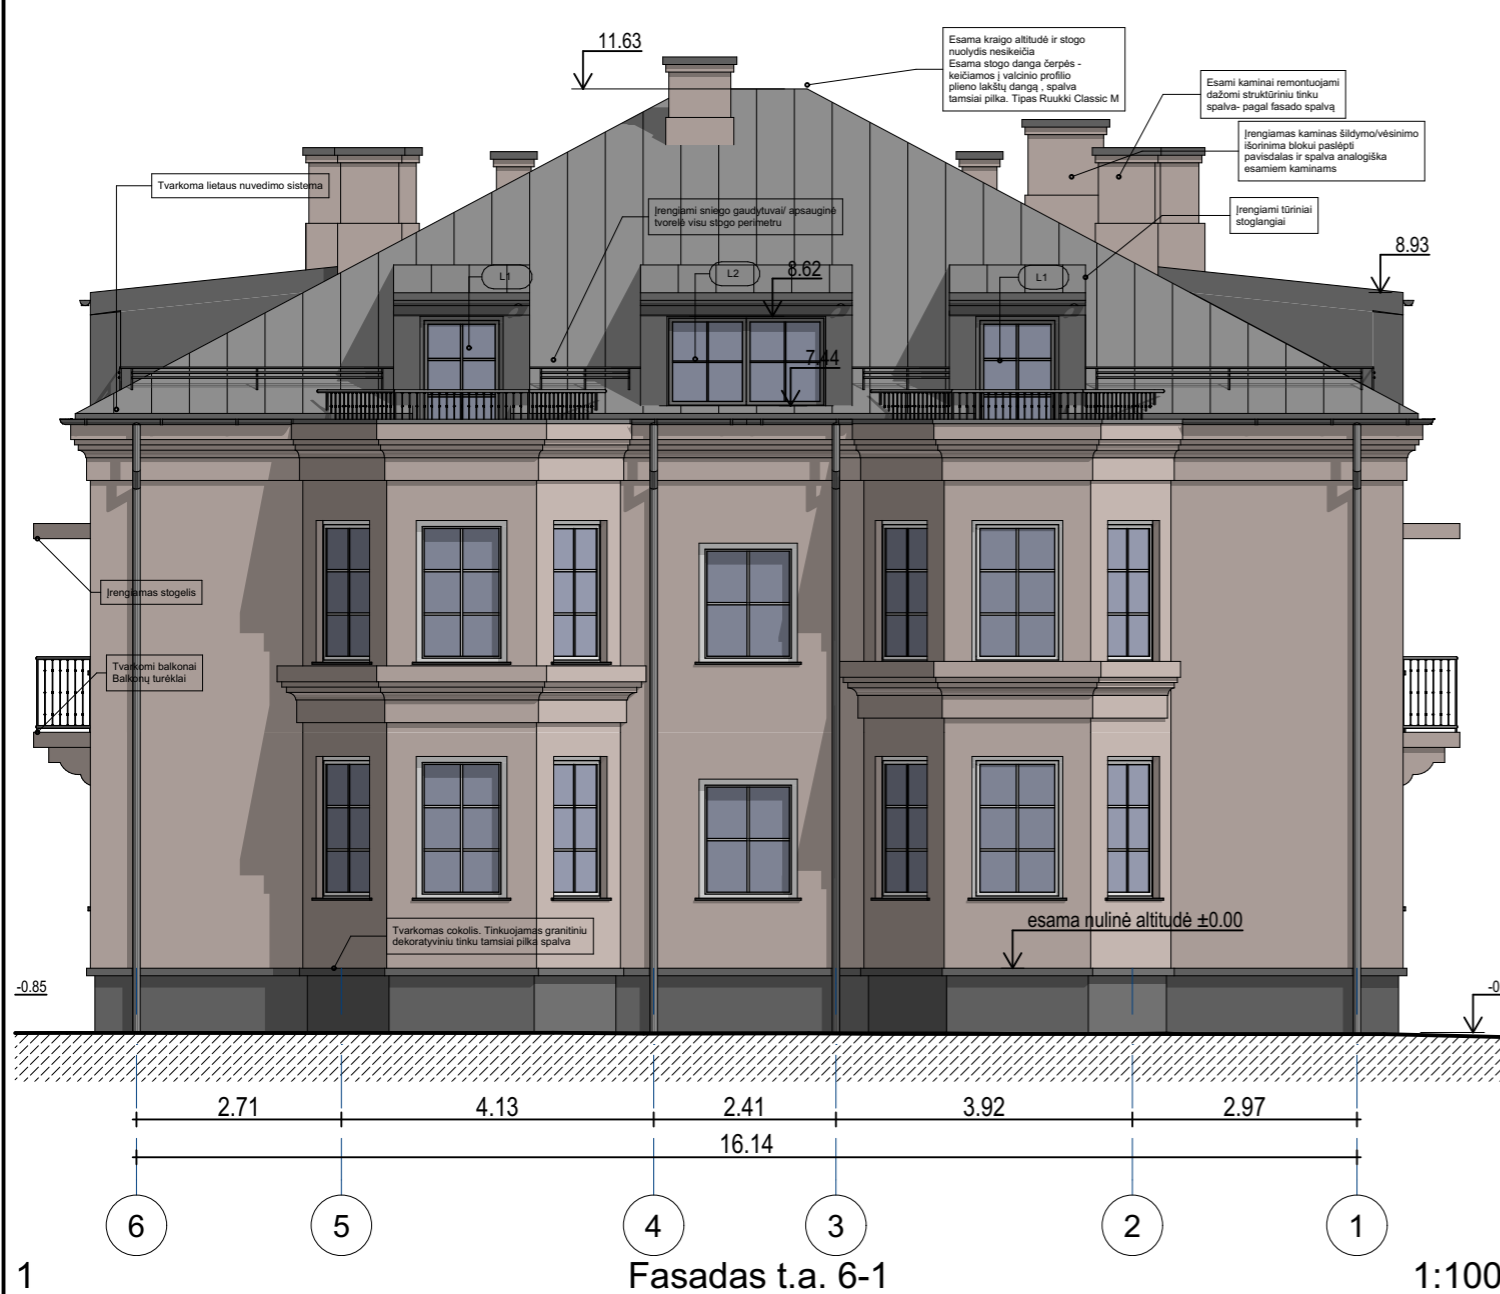 11.63
Esama kraigo altitudė ir stogo
nuolydis nesikeičia
Esama stogo danga čerpės -
keičiamos į valcinio profilio
plieno lakštų dangą , spalva
tamsiai pilka. Tipas Ruukki Classic M
Esami kaminai remontuojami
dažomi struktūriniu tinku
spalva- pagal fasado spalvą
Įrengiamas kaminas šildymo/vėsinimo
išorinima blokui paslėpti
pavisdalas ir spalva analogiška
esamiem kaminams
Tvarkoma lietaus nuvedimo sistema
Įrengiami sniego gaudytuvai/ apsauginė
tvorelė visu stogo perimetru
Įrengiami tūriniai
stoglangiai
8.93
L1
L2
8.62
L1
7.44
Įrengiamas stogelis
Tvarkomi balkonai
Balkonų turėklai
Tvarkomas cokolis. Tinkuojamas granitiniu
dekoratyviniu tinku tamsiai pilka spalva
esama nulinė altitudė ±0.00
-0.85
-0
2.71
4.13
2.41
3.92
2.97
16.14
6
5
4
3
2
1
1
Fasadas t.a. 6-1
1:100